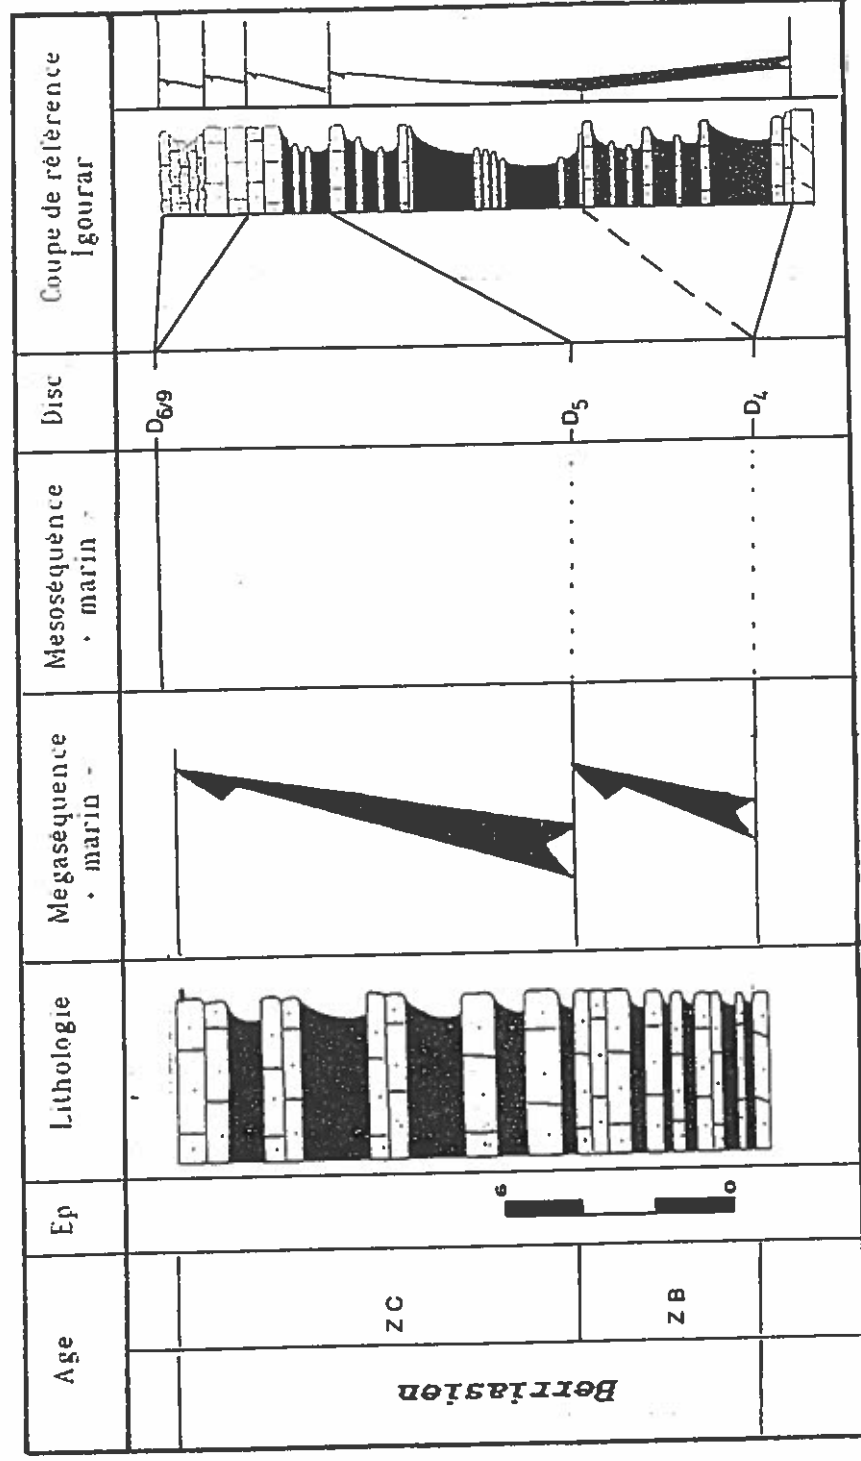 Age
Ep
Lithologie
Megaséquence
+ marin -
Mesoséquence
+ marin -
Disc
Coupe de référence
Igourar
Berriasien
Z C
Z B
6
0
D6/9
D5
D4